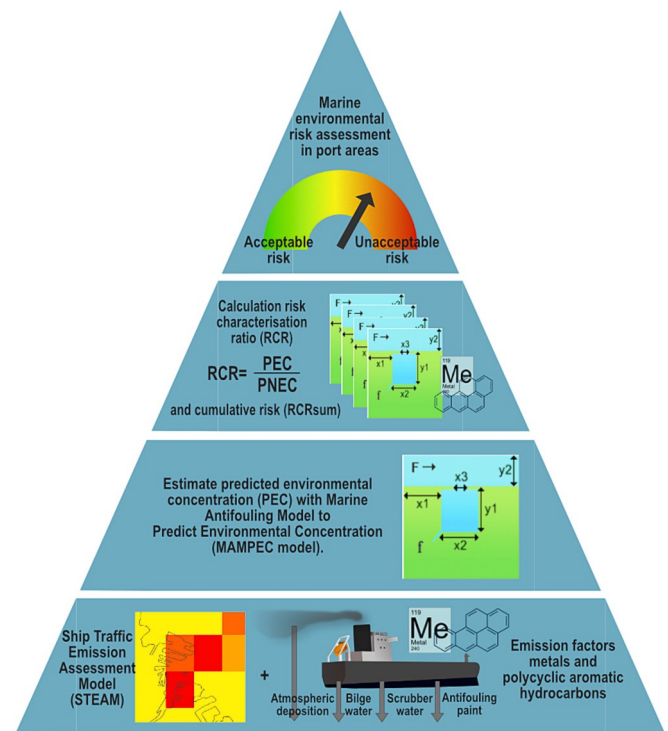 Marine
environmental
risk assessment
in port areas
Acceptable
risk
Unacceptable
risk
Calculation risk
characterisation
ratio (RCR)
RCR= PEC
PNEC
and cumulative risk (RCRsum)
F →
F →
F →
F →
y2
x3
x1
y1
x2
f
119
Me
Metal
Estimate predicted environmental
concentration (PEC) with Marine
Antifouling Model to
Predict Environmental Concentration
(MAMPEC model).
F →
y2
x3
x1
y1
x2
f
Ship Traffic
Emission
Assessment
Model
(STEAM)
+
Atmospheric
deposition
Bilge
water
Scrubber
water
Antifouling
paint
119
Me
Metal
240
Emission factors
metals and
polycyclic aromatic
hydrocarbons